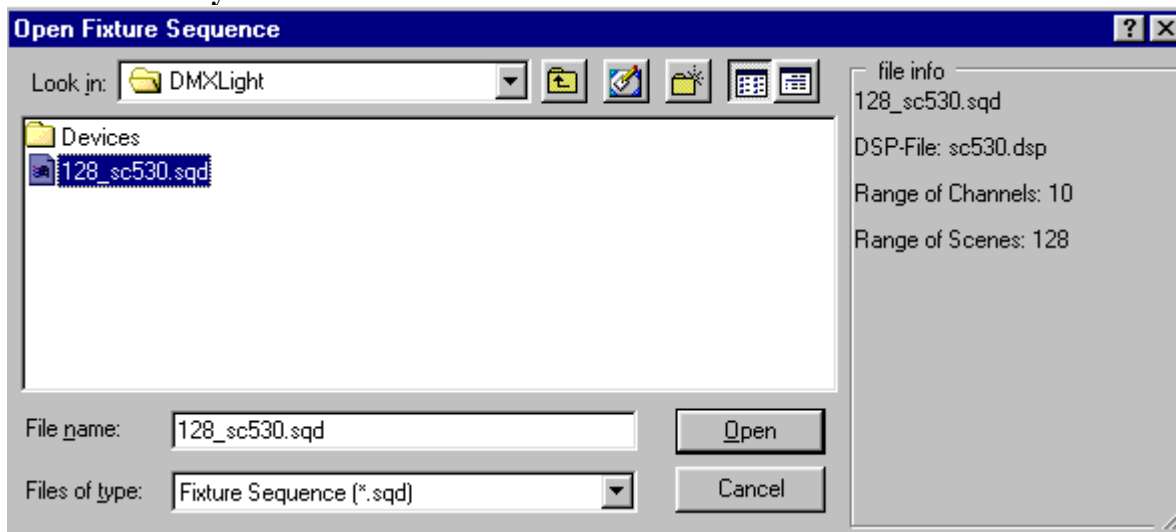 Open Fixture Sequence
Look in: DMXLight
Devices
128_sc530.sqd
File name: 128_sc530.sqd Open
Files of type: Fixture Sequence (*.sqd) Cancel
file info
128_sc530.sqd
DSP-File: sc530.dsp
Range of Channels: 10
Range of Scenes: 128